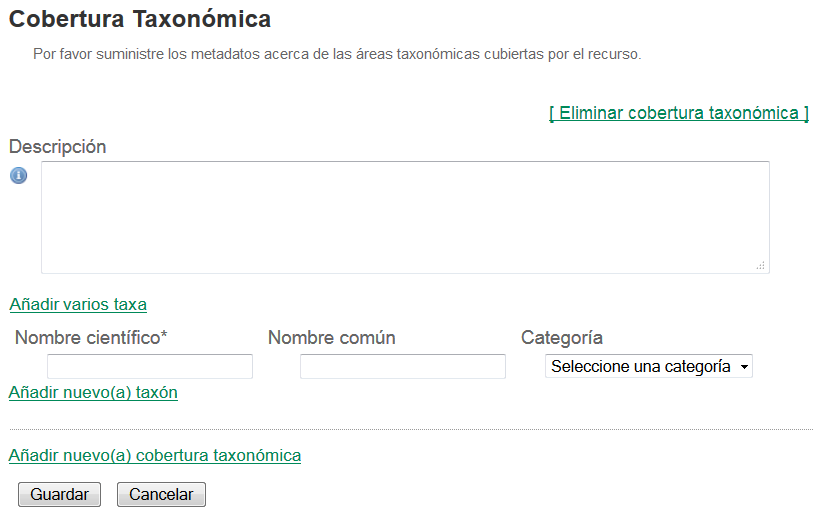 Cobertura Taxonómica
Por favor suministre los metadatos acerca de las áreas taxonómicas cubiertas por el recurso.
[ Eliminar cobertura taxonómica ]
Descripción
Añadir varios taxa
Nombre científico* Nombre común Categoría
Seleccione una categoría
Añadir nuevo(a) taxón
Añadir nuevo(a) cobertura taxonómica
Guardar Cancelar